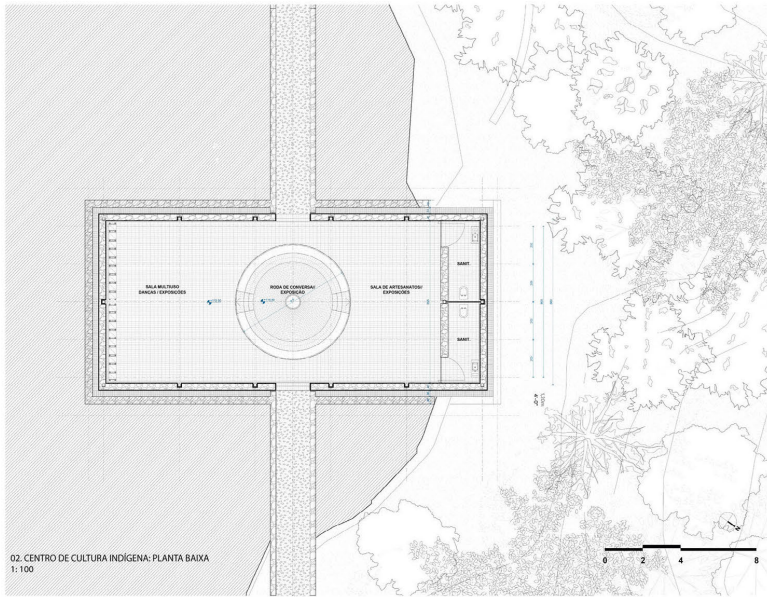 SALA MULTIUSO
DANÇAS / EXPOSIÇÕES
RODA DE CONVERSA/
EXPOSIÇÃO
SALA DE ARTESANATOS/
EXPOSIÇÕES
SANIT.
SANIT.
N
02. CENTRO DE CULTURA INDÍGENA: PLANTA BAIXA
1: 100
0 2 4 8